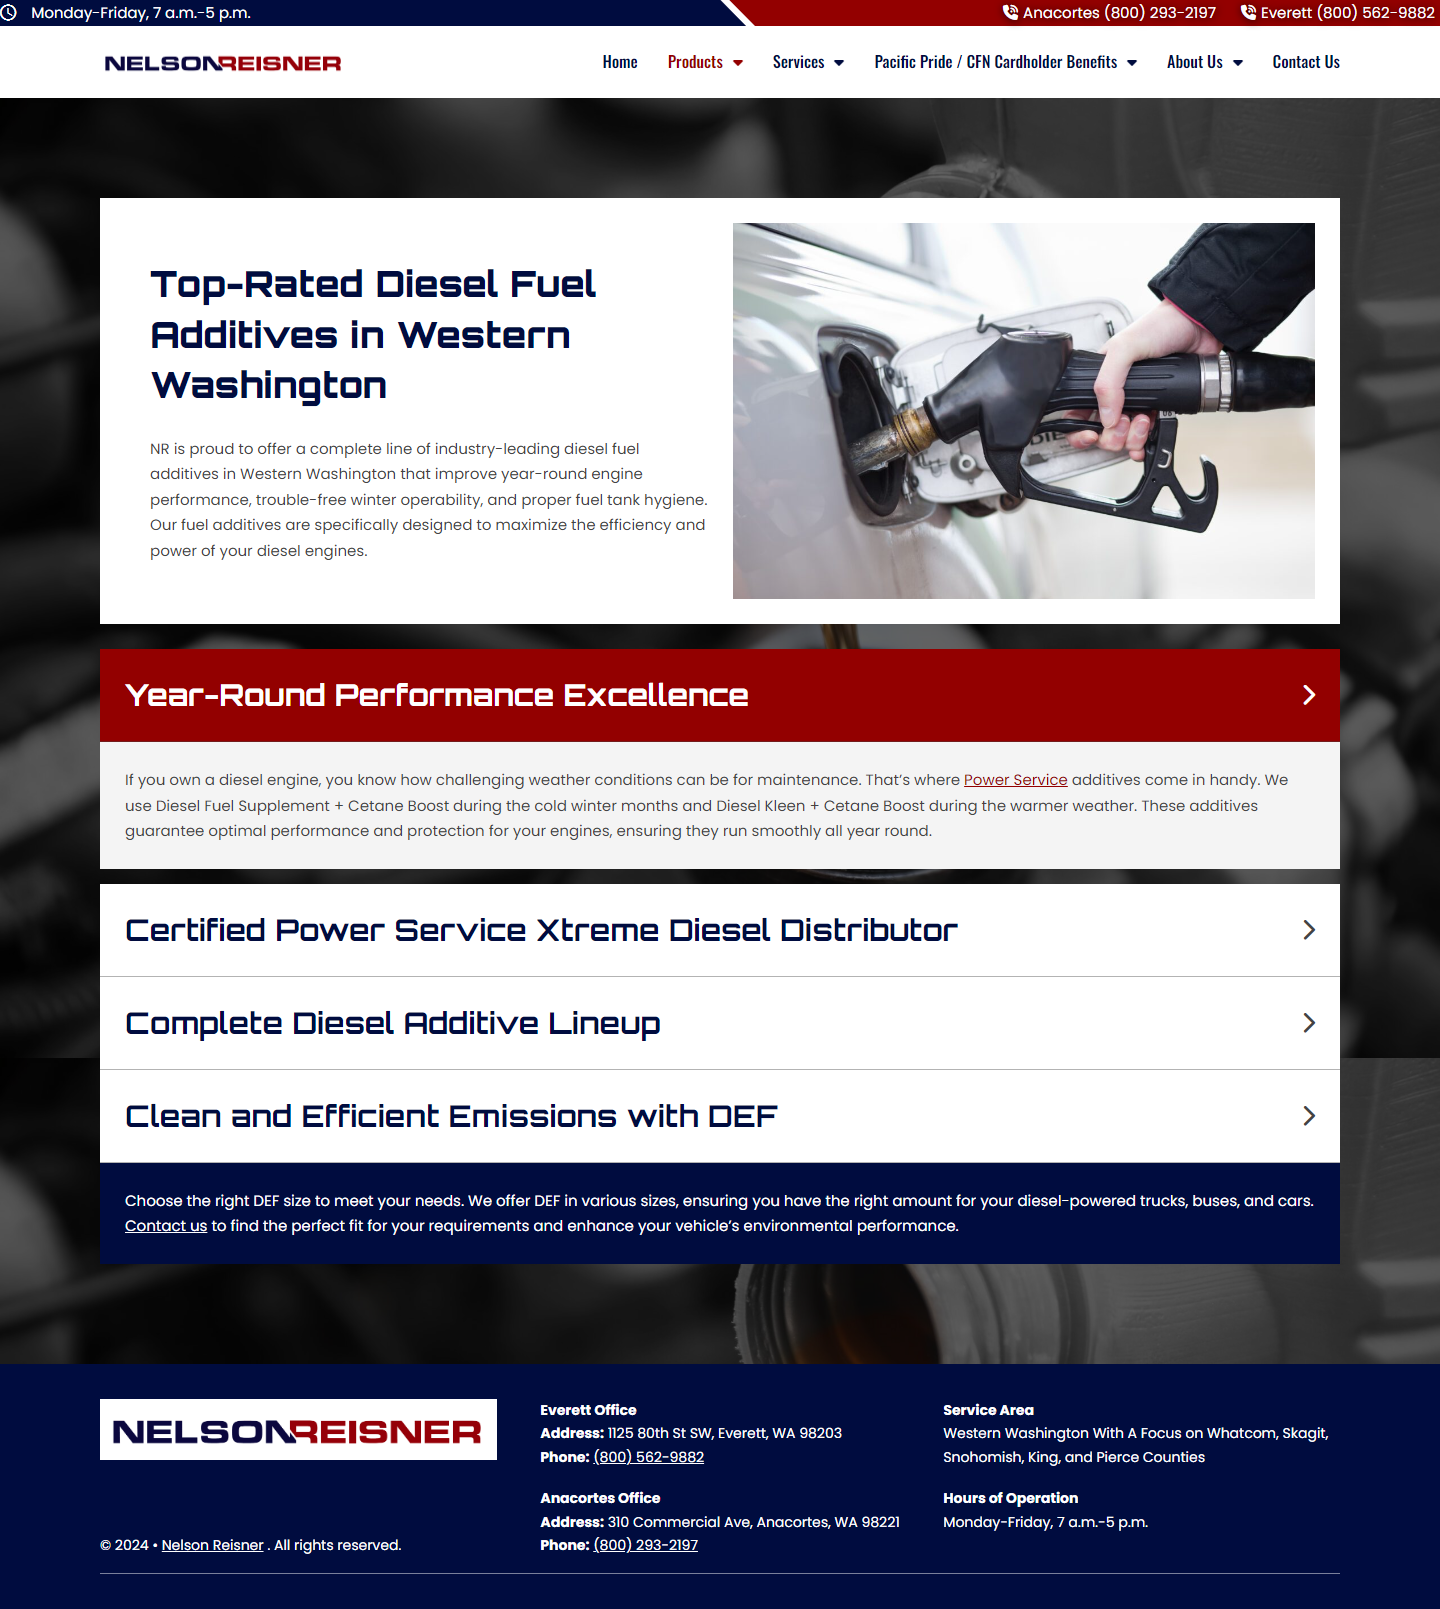 Monday-Friday, 7 a.m.-5 p.m.
Anacortes (800) 293-2197
Everett (800) 562-9882
NELSONREISNER
Home
Products
Services
Pacific Pride / CFN Cardholder Benefits
About Us
Contact Us
Top-Rated Diesel Fuel
Additives in Western
Washington
NR is proud to offer a complete line of industry-leading diesel fuel
additives in Western Washington that improve year-round engine
performance, trouble-free winter operability, and proper fuel tank hygiene.
Our fuel additives are specifically designed to maximize the efficiency and
power of your diesel engines.
Year-Round Performance Excellence
If you own a diesel engine, you know how challenging weather conditions can be for maintenance. That’s where Power Service additives come in handy. We
use Diesel Fuel Supplement + Cetane Boost during the cold winter months and Diesel Kleen + Cetane Boost during the warmer weather. These additives
guarantee optimal performance and protection for your engines, ensuring they run smoothly all year round.
Certified Power Service Xtreme Diesel Distributor
Complete Diesel Additive Lineup
Clean and Efficient Emissions with DEF
Choose the right DEF size to meet your needs. We offer DEF in various sizes, ensuring you have the right amount for your diesel-powered trucks, buses, and cars.
Contact us to find the perfect fit for your requirements and enhance your vehicle’s environmental performance.
NELSONREISNER
© 2024 • Nelson Reisner . All rights reserved.
Everett Office
Address: 1125 80th St SW, Everett, WA 98203
Phone: (800) 562-9882
Anacortes Office
Address: 310 Commercial Ave, Anacortes, WA 98221
Phone: (800) 293-2197
Service Area
Western Washington With A Focus on Whatcom, Skagit,
Snohomish, King, and Pierce Counties
Hours of Operation
Monday-Friday, 7 a.m.-5 p.m.